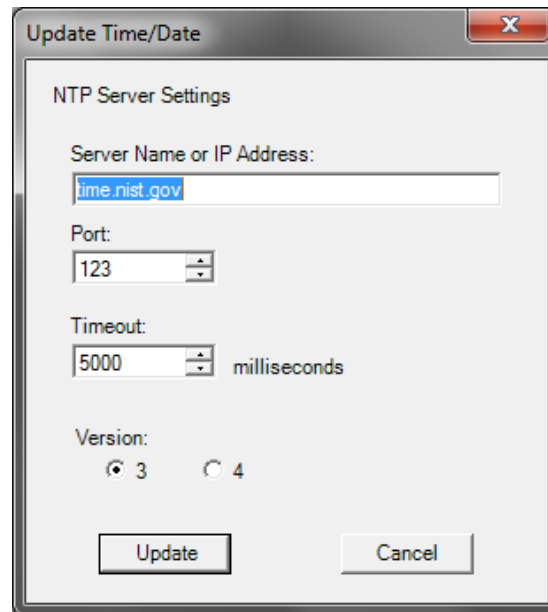 Update Time/Date
X
NTP Server Settings
Server Name or IP Address:
time.nist.gov
Port:
123
Timeout:
5000 milliseconds
Version:
3 4
Update Cancel